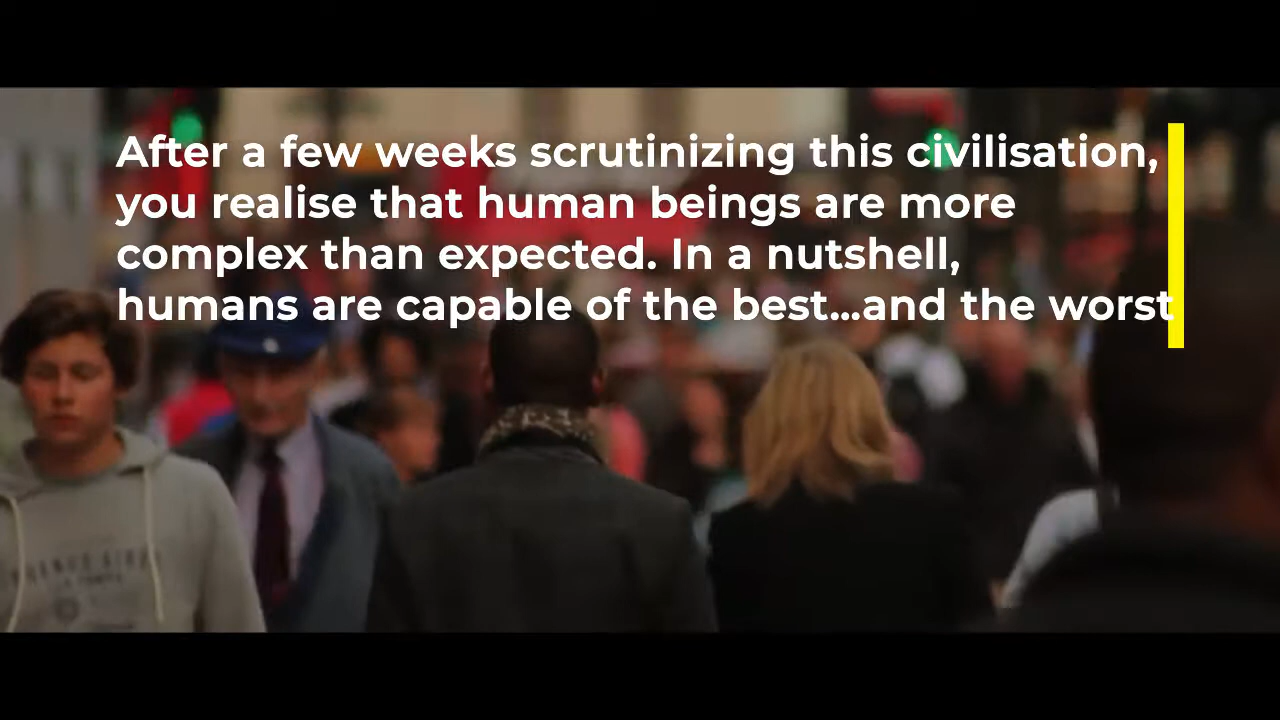 After a few weeks scrutinizing this civilisation,
you realise that human beings are more
complex than expected. In a nutshell,
humans are capable of the best...and the worst